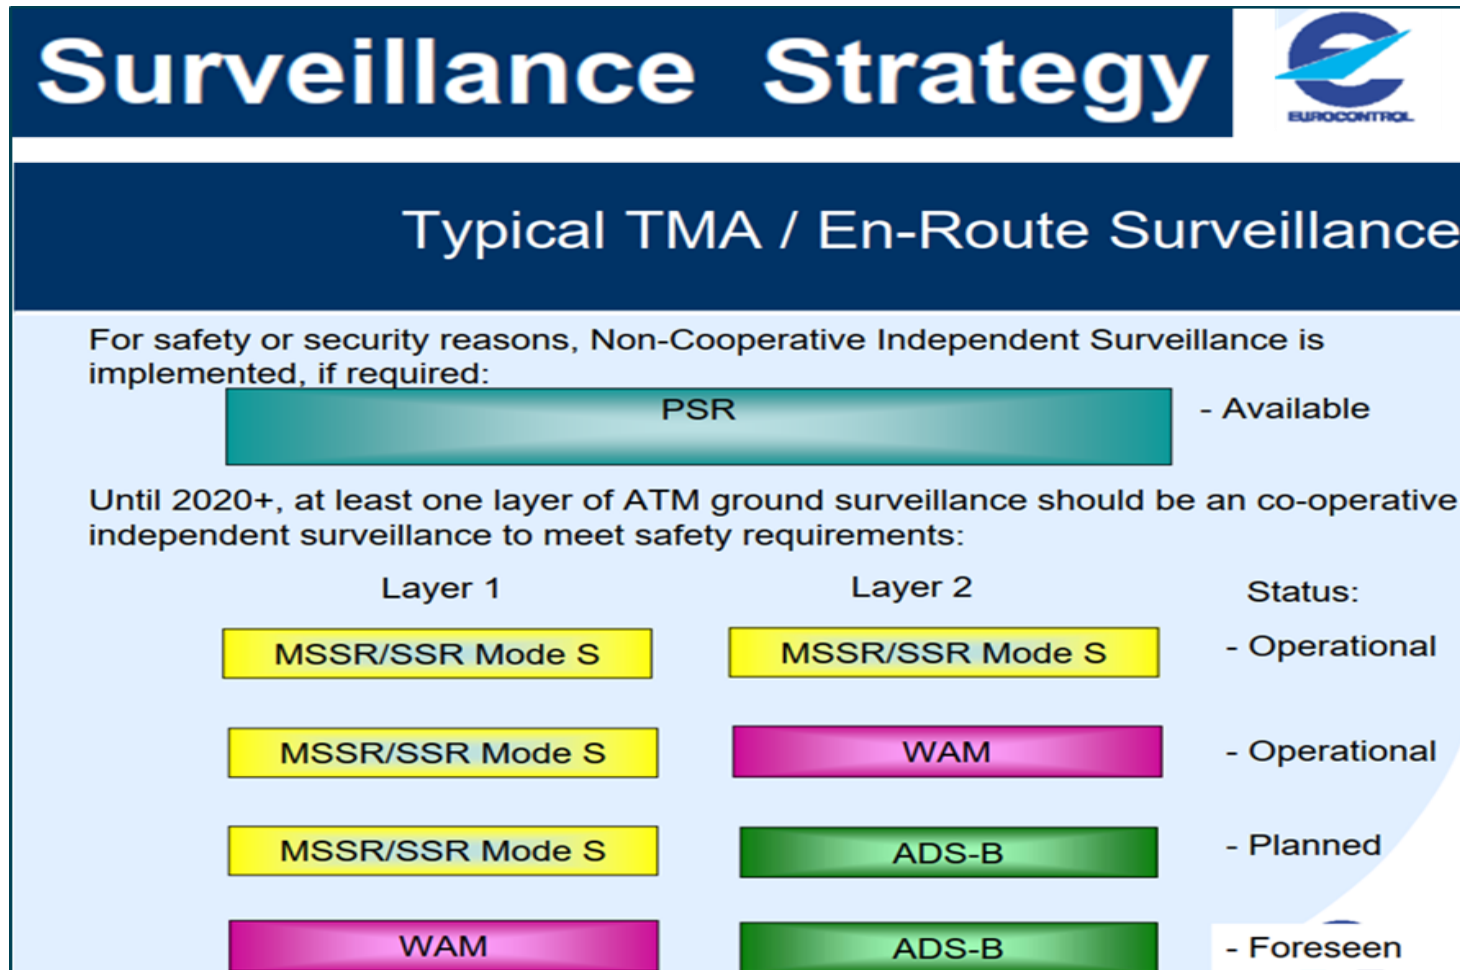 Surveillance Strategy
EUROCONTROL
Typical TMA / En-Route Surveillance
For safety or security reasons, Non-Cooperative Independent Surveillance is
implemented, if required:
PSR - Available
Until 2020+, at least one layer of ATM ground surveillance should be an co-operative
independent surveillance to meet safety requirements:
Layer 1 Layer 2 Status:
MSSR/SSR Mode S MSSR/SSR Mode S - Operational
MSSR/SSR Mode S WAM - Operational
MSSR/SSR Mode S ADS-B - Planned
WAM ADS-B - Foreseen